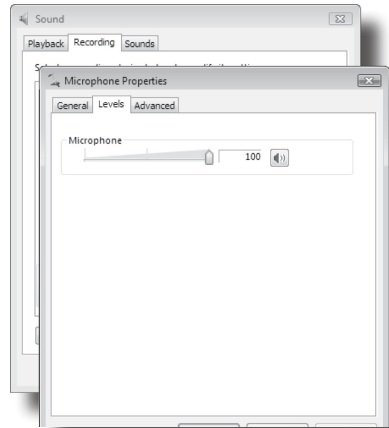 Sound
Playback Recording Sounds
Microphone Properties
General Levels Advanced
Microphone
100